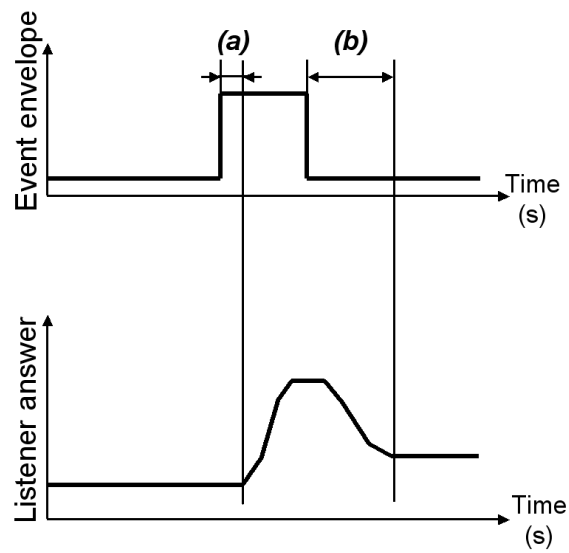 (a)
(b)
Event envelope
Time
(s)
Listener answer
Time
(s)